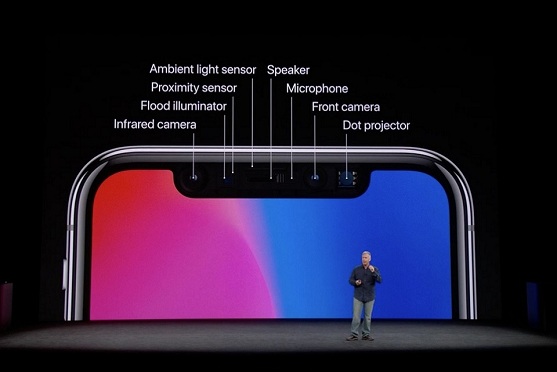 Ambient light sensor
Speaker
Proximity sensor
Microphone
Flood illuminator
Front camera
Infrared camera
Dot projector